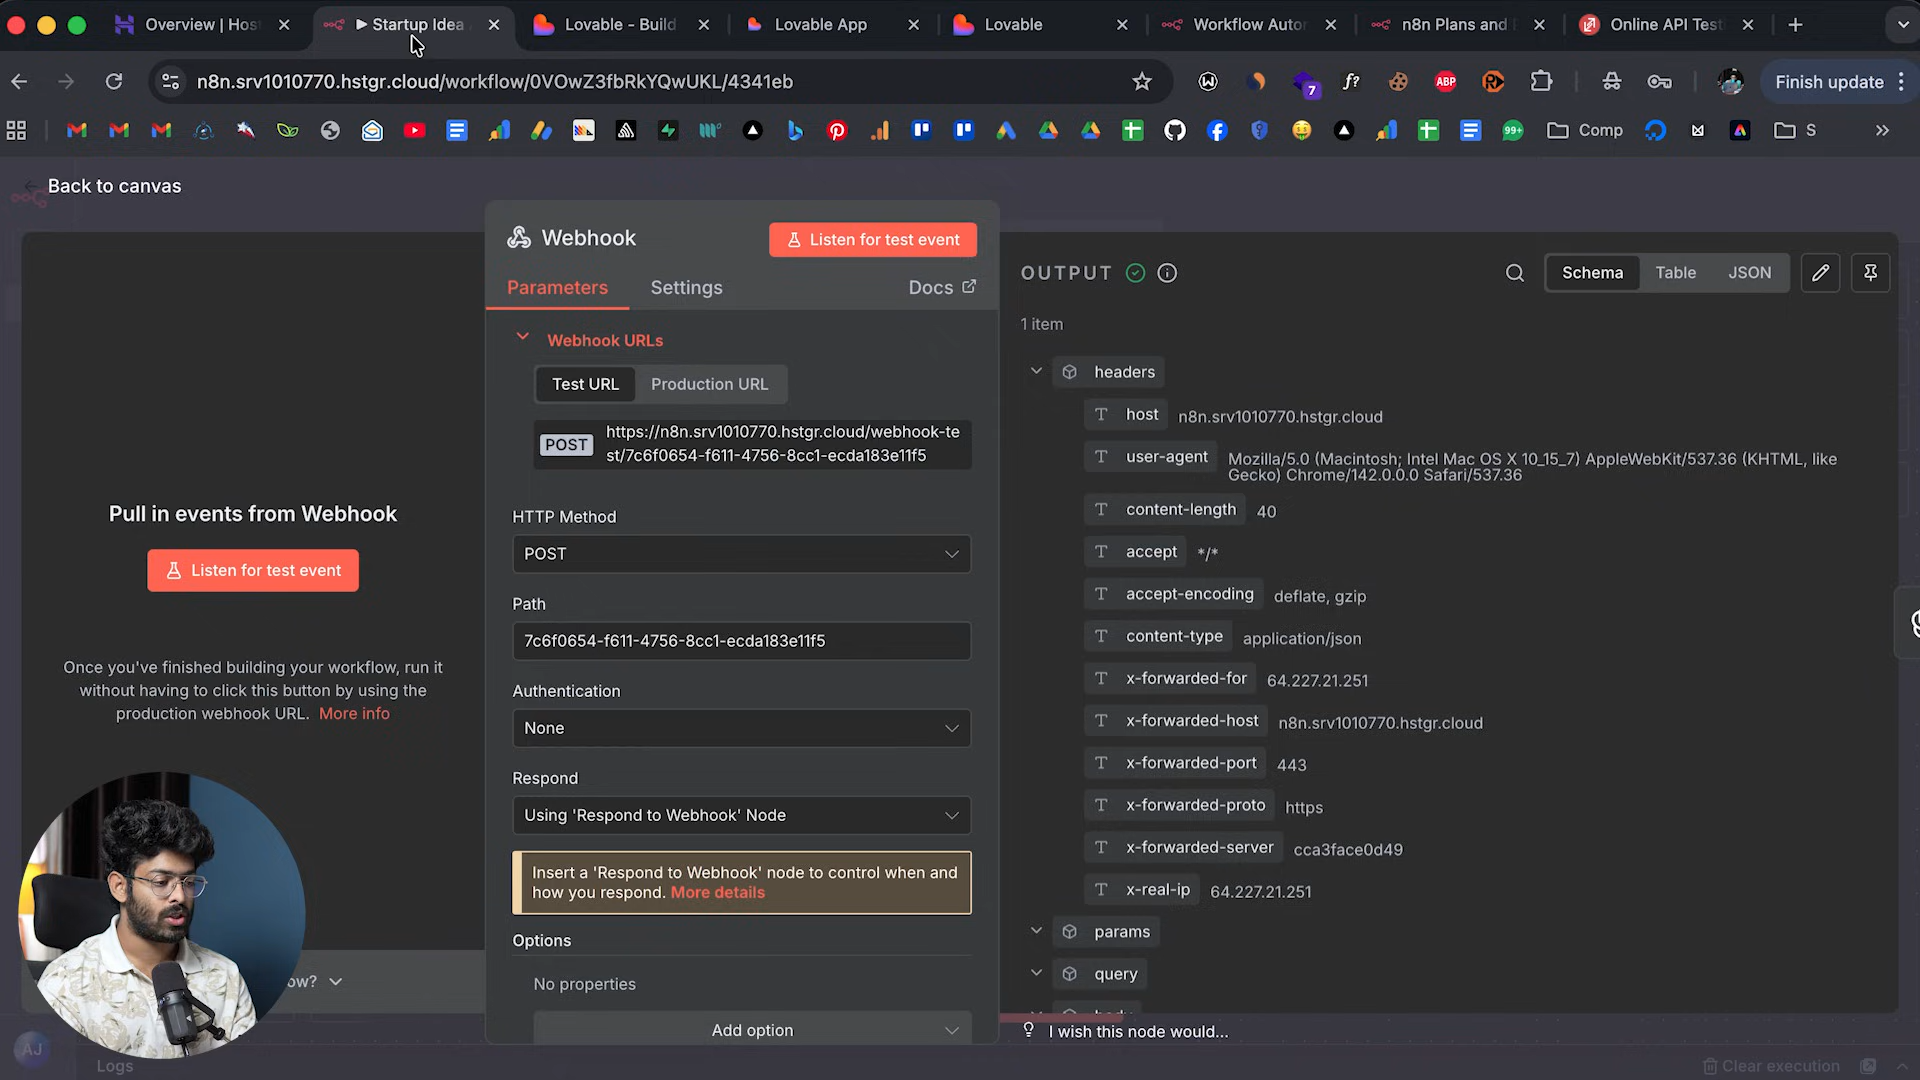 Overview | Hos
▶ Startup Idea
Lovable - Build
Lovable App
Lovable
Workflow Auto
n8n Plans and
Online API Test
n8n.srv1010770.hstgr.cloud/workflow/0VOwZ3fbRkYQwUKL/4341eb
7
f?
ABP
Finish update
99+
Comp
S
Back to canvas
Webhook
Listen for test event
Parameters
Settings
Docs
Webhook URLs
Test URL
Production URL
POST
https://n8n.srv1010770.hstgr.cloud/webhook-te
st/7c6f0654-f611-4756-8cc1-ecda183e11f5
HTTP Method
POST
Path
7c6f0654-f611-4756-8cc1-ecda183e11f5
Authentication
None
Respond
Using 'Respond to Webhook' Node
Insert a 'Respond to Webhook' node to control when and
how you respond. More details
Options
No properties
Add option
Pull in events from Webhook
Listen for test event
Once you've finished building your workflow, run it
without having to click this button by using the
production webhook URL. More info
OUTPUT
Schema
Table
JSON
1 item
headers
host n8n.srv1010770.hstgr.cloud
user-agent Mozilla/5.0 (Macintosh; Intel Mac OS X 10_15_7) AppleWebKit/537.36 (KHTML, like
Gecko) Chrome/142.0.0.0 Safari/537.36
content-length 40
accept */*
accept-encoding deflate, gzip
content-type application/json
x-forwarded-for 64.227.21.251
x-forwarded-host n8n.srv1010770.hstgr.cloud
x-forwarded-port 443
x-forwarded-proto https
x-forwarded-server cca3face0d49
x-real-ip 64.227.21.251
params
query
I wish this node would...
AJ
Logs
Clear execution